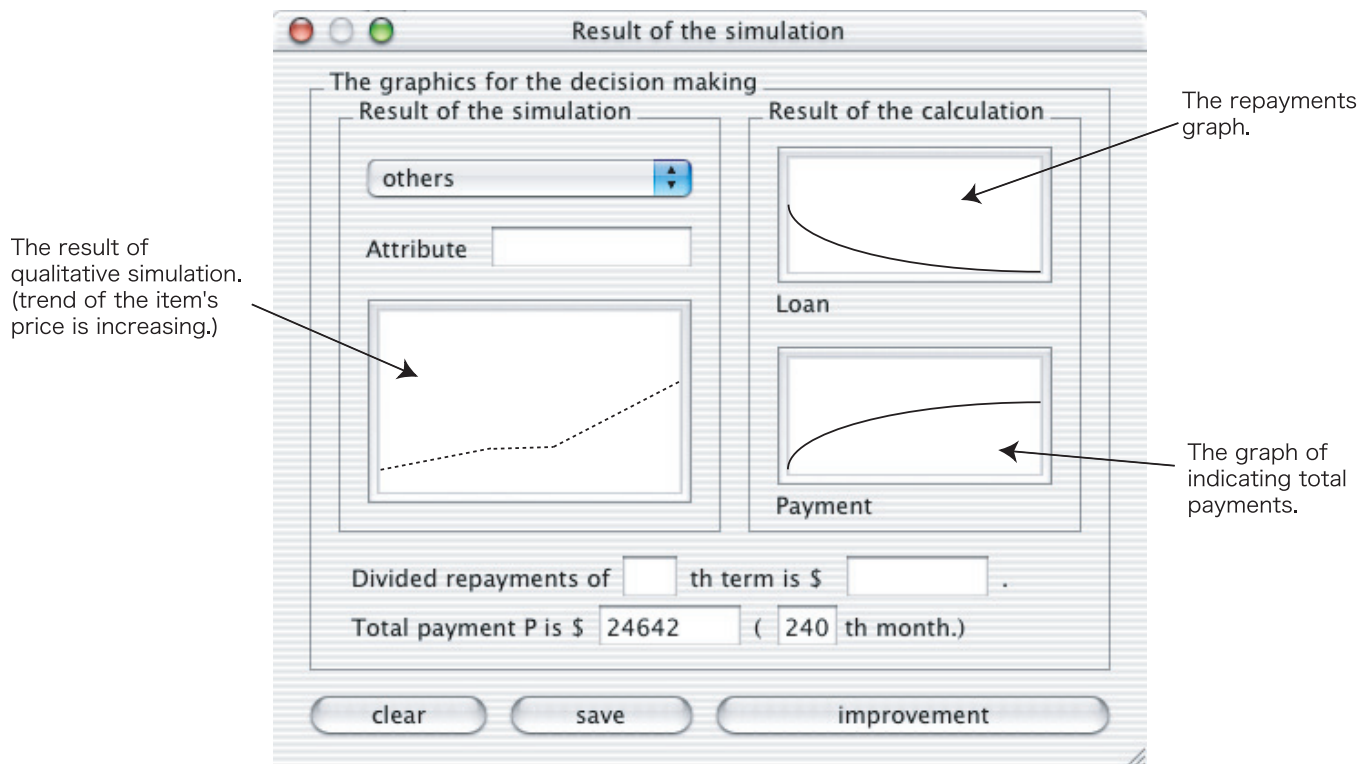 Result of the simulation
The graphics for the decision making
Result of the simulation
others
Attribute
Result of the calculation
Loan
Payment
Divided repayments of th term is $ .
Total payment P is $ 24642 ( 240 th month.)
clear save improvement
The result of
qualitative simulation.
(trend of the item's
price is increasing.)
The repayments
graph.
The graph of
indicating total
payments.